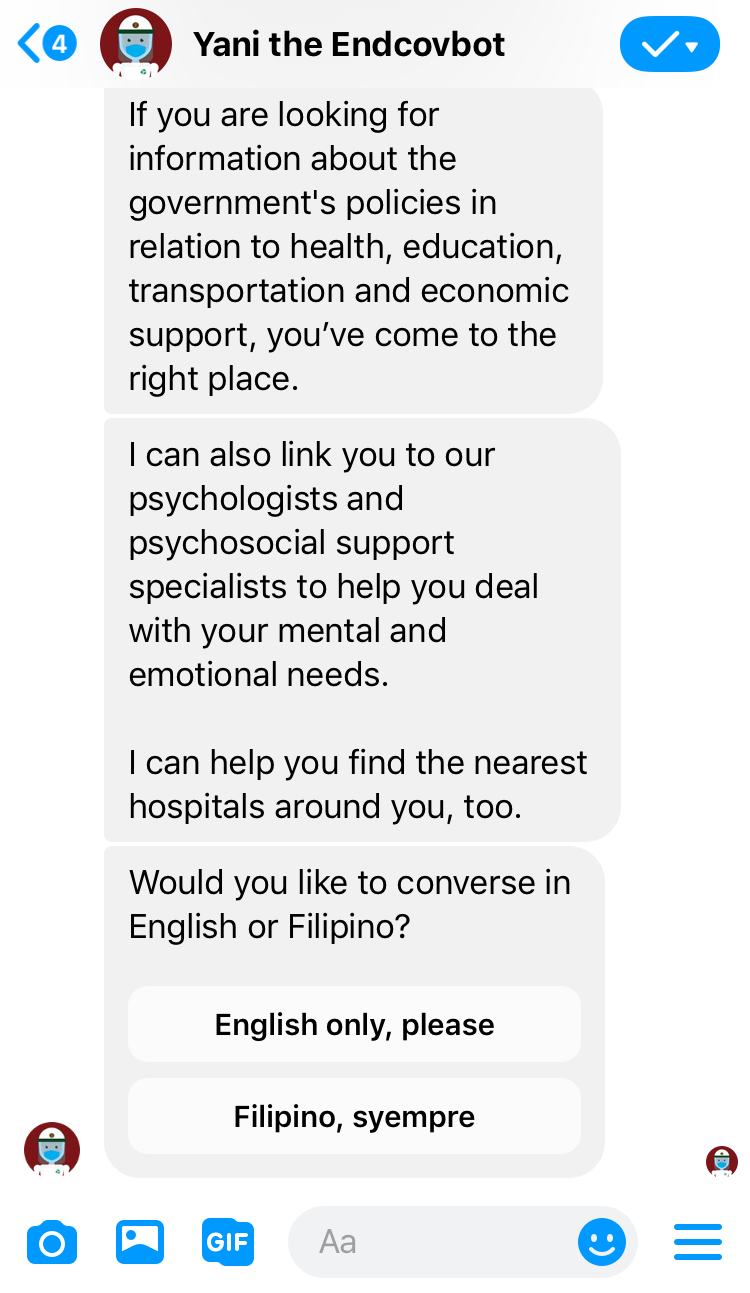 4
Yani the Endcovbot
If you are looking for
information about the
government's policies in
relation to health, education,
transportation and economic
support, you’ve come to the
right place.
I can also link you to our
psychologists and
psychosocial support
specialists to help you deal
with your mental and
emotional needs.
I can help you find the nearest
hospitals around you, too.
Would you like to converse in
English or Filipino?
English only, please
Filipino, syempre
GIF
Aa